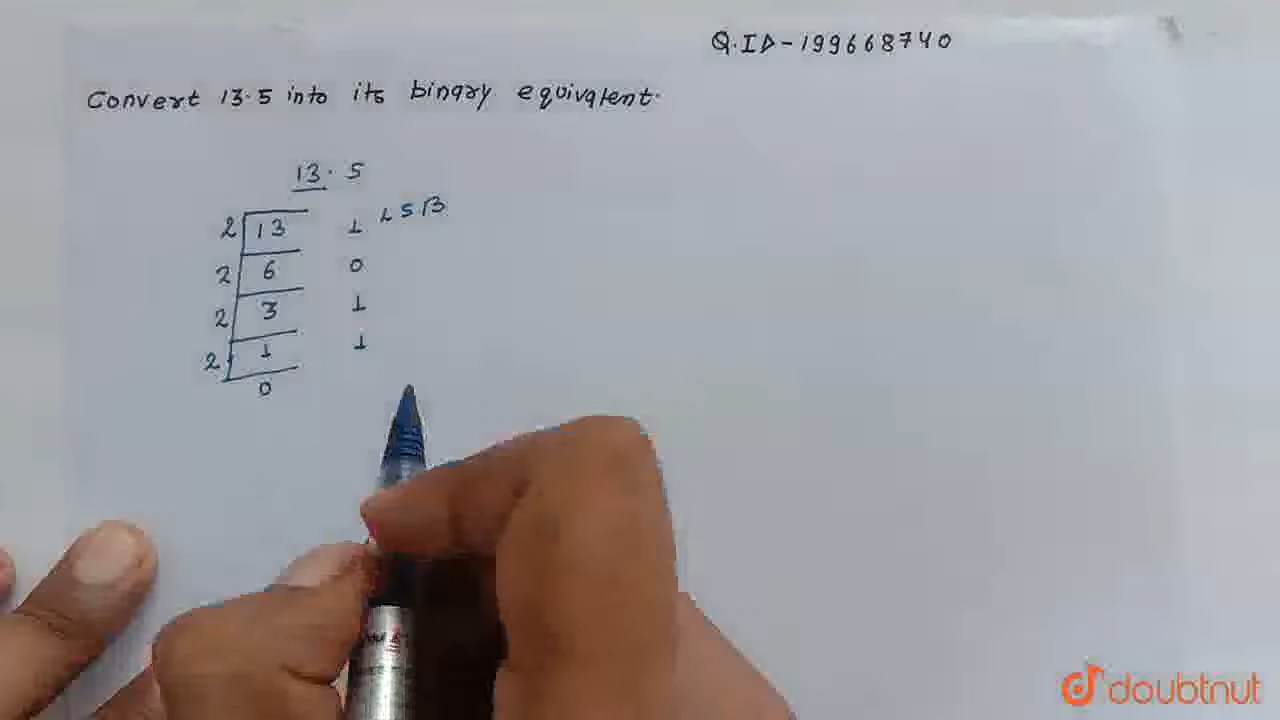 Q.ID-199668740
Convert 13.5 into its binary equivalent.
13.5
2 13 1 LSB
2 6 0
2 3 1
2 1 1
0
doubtnut